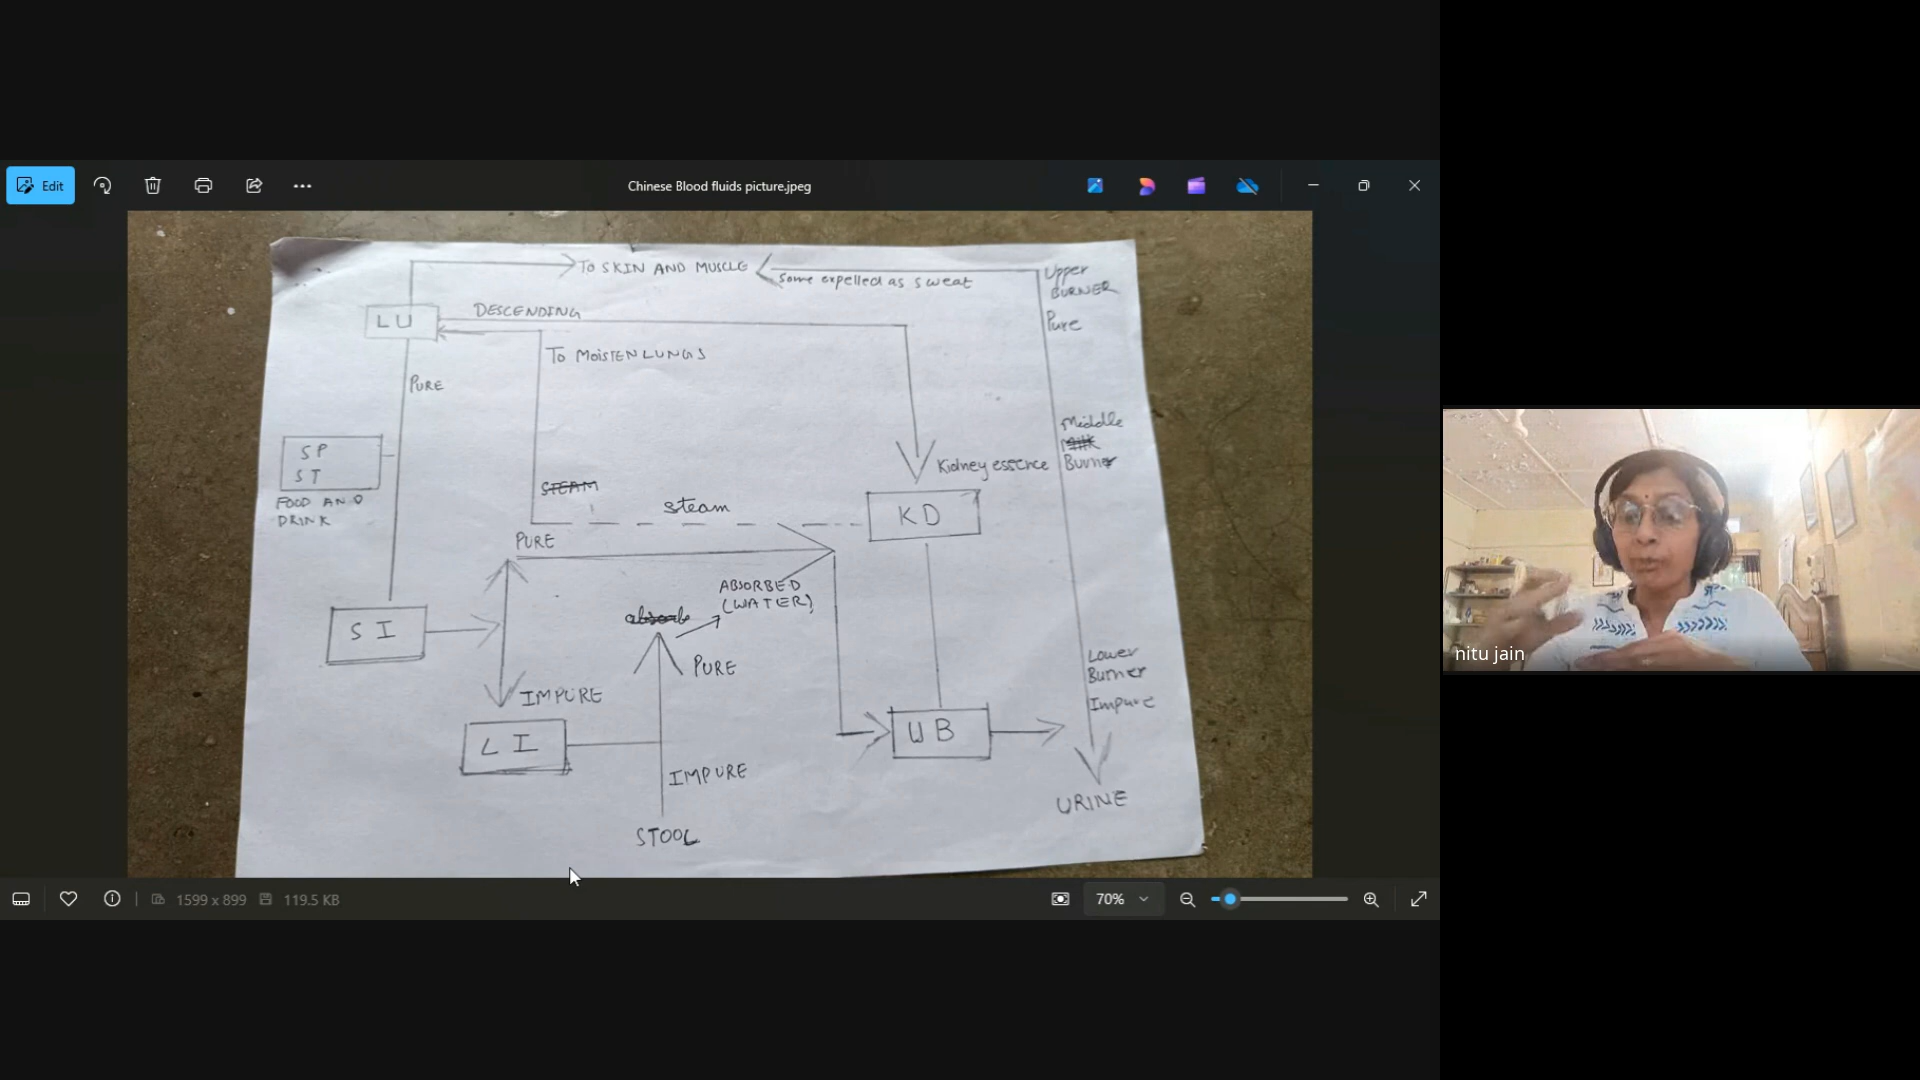 Edit
Chinese Blood fluids picture.jpeg
To SKIN AND MUSCLE
Some expelled as sweat
Upper
BURNER
Pure
LU
DESCENDING
To MOISTEN LUNGS
PURE
SP
ST
FOOD AND
DRINK
Middle
Burner
Kidney essence
STEAM
steam
KD
PURE
ABSORBED
(WATER)
absorb
SI
PURE
IMPURE
Lower
Burner
Impure
LI
UB
IMPURE
URINE
STOOL
nitu jain
1599 x 899
119.5 KB
70%